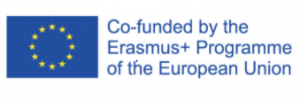 Co-funded by the
Erasmus+ Programme
of the European Union